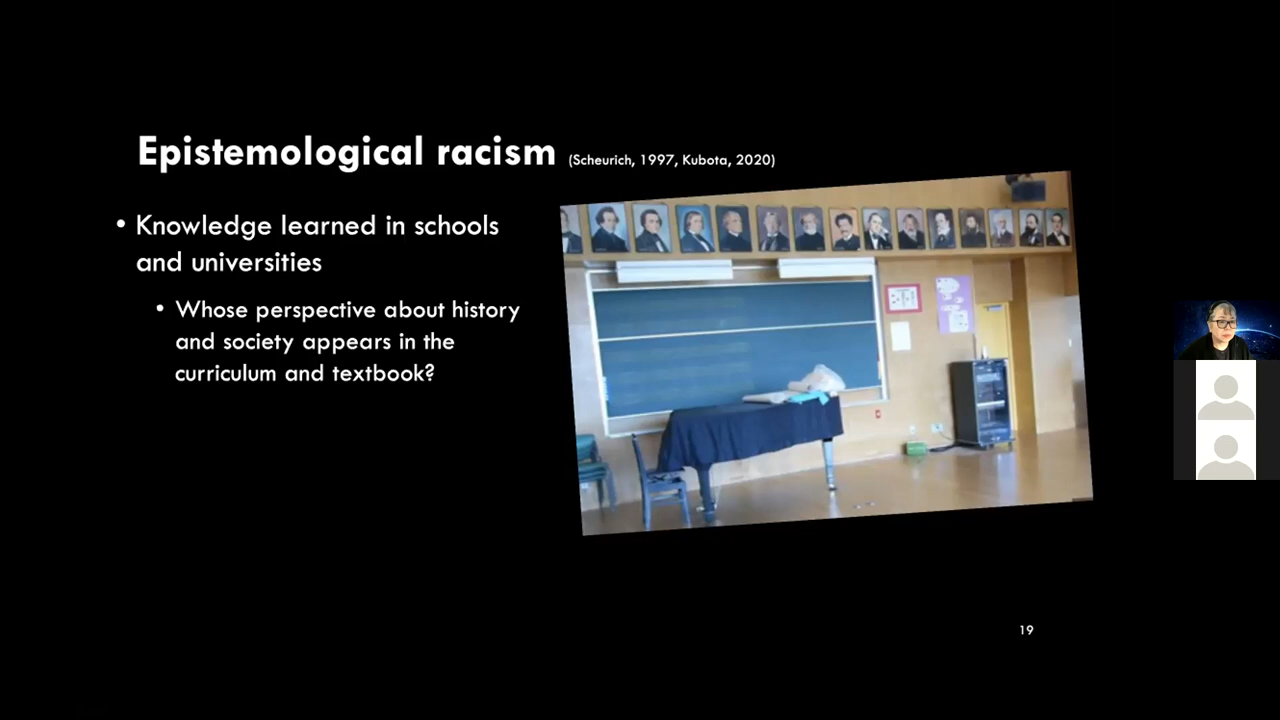 Epistemological racism (Scheurich, 1997, Kubota, 2020)
• Knowledge learned in schools
and universities
• Whose perspective about history
and society appears in the
curriculum and textbook?
19